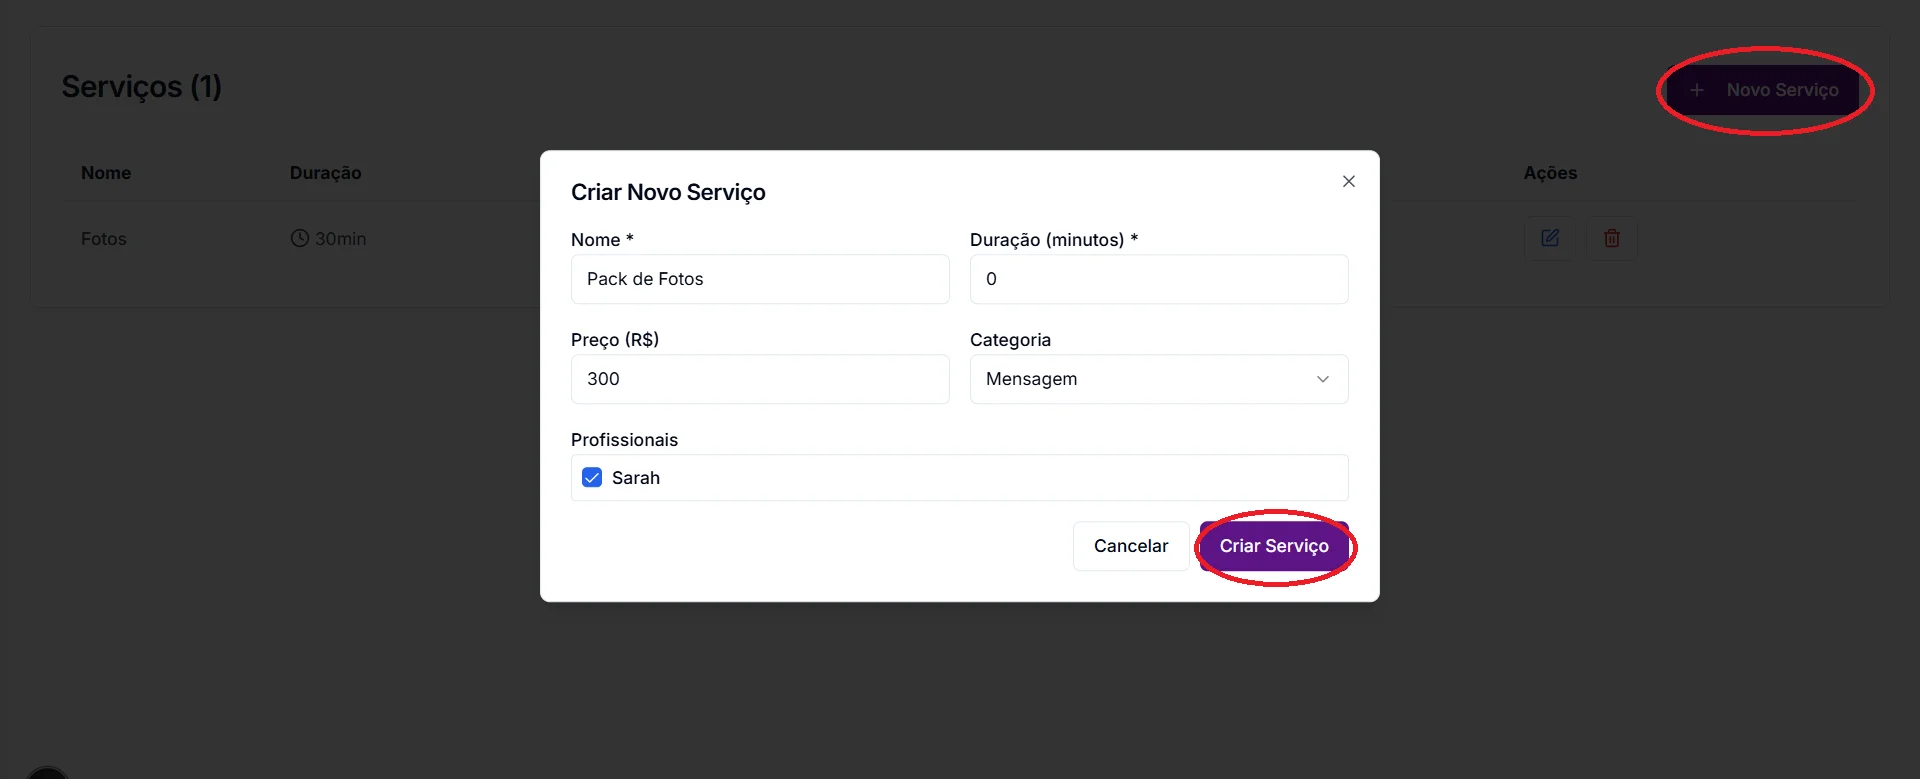 Serviços (1)
+ Novo Serviço
Nome Duração Ações
Fotos 30min
Criar Novo Serviço
Nome * Duração (minutos) *
Pack de Fotos 0
Preço (R$) Categoria
300 Mensagem
Profissionais
Sarah
Cancelar Criar Serviço